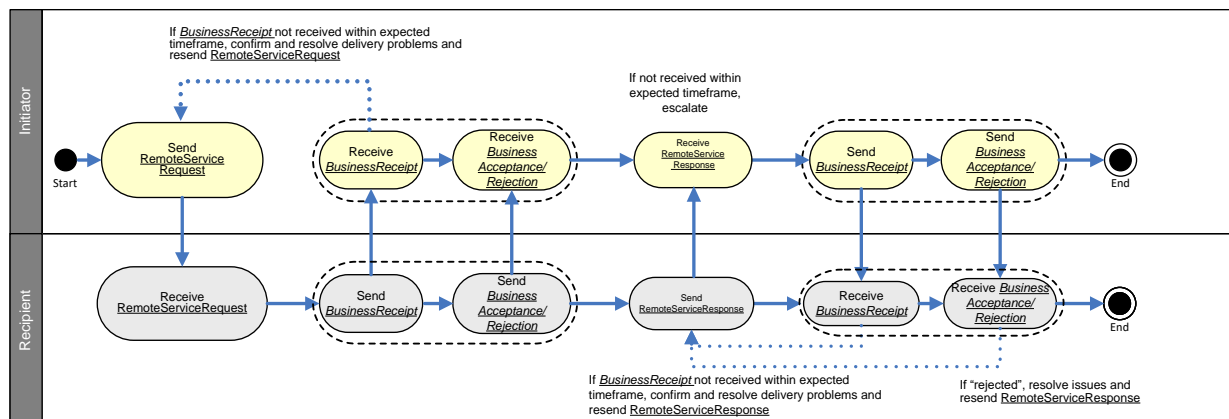 Initiator
If BusinessReceipt not received within expected
timeframe, confirm and resolve delivery problems and
resend RemoteServiceRequest
If not received within
expected timeframe,
escalate
Start
Send
RemoteService
Request
Receive
BusinessReceipt
Receive
Business
Acceptance/
Rejection
Receive
RemoteService
Response
Send
BusinessReceipt
Send
Business
Acceptance/
Rejection
End
Recipient
Receive
RemoteServiceRequest
Send
BusinessReceipt
Send
Business
Acceptance/
Rejection
Send
RemoteServiceResponse
Receive
BusinessReceipt
Receive Business
Acceptance/
Rejection
End
If BusinessReceipt not received within expected
timeframe, confirm and resolve delivery problems and
resend RemoteServiceResponse
If “rejected”, resolve issues and
resend RemoteServiceResponse